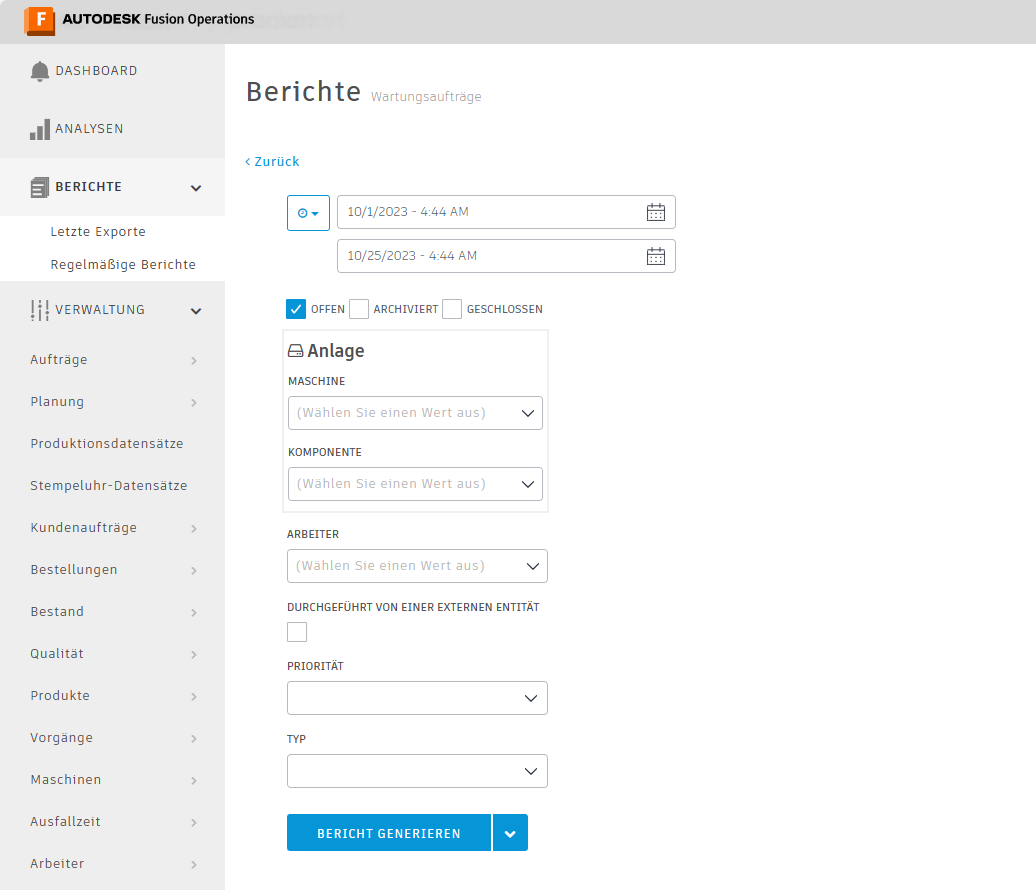 AUTODESK Fusion Operations
DASHBOARD
ANALYSEN
BERICHTE
Letzte Exporte
Regelmäßige Berichte
VERWALTUNG
Aufträge
Planung
Produktionsdatensätze
Stempeluhr-Datensätze
Kundenaufträge
Bestellungen
Bestand
Qualität
Produkte
Vorgänge
Maschinen
Ausfallzeit
Arbeiter
Berichte Wartungsaufträge
‹ Zurück
10/1/2023 - 4:44 AM
10/25/2023 - 4:44 AM
OFFEN ARCHIVIERT GESCHLOSSEN
Anlage
MASCHINE
(Wählen Sie einen Wert aus)
KOMPONENTE
(Wählen Sie einen Wert aus)
ARBEITER
(Wählen Sie einen Wert aus)
DURCHGEFÜHRT VON EINER EXTERNEN ENTITÄT
PRIORITÄT
TYP
BERICHT GENERIEREN